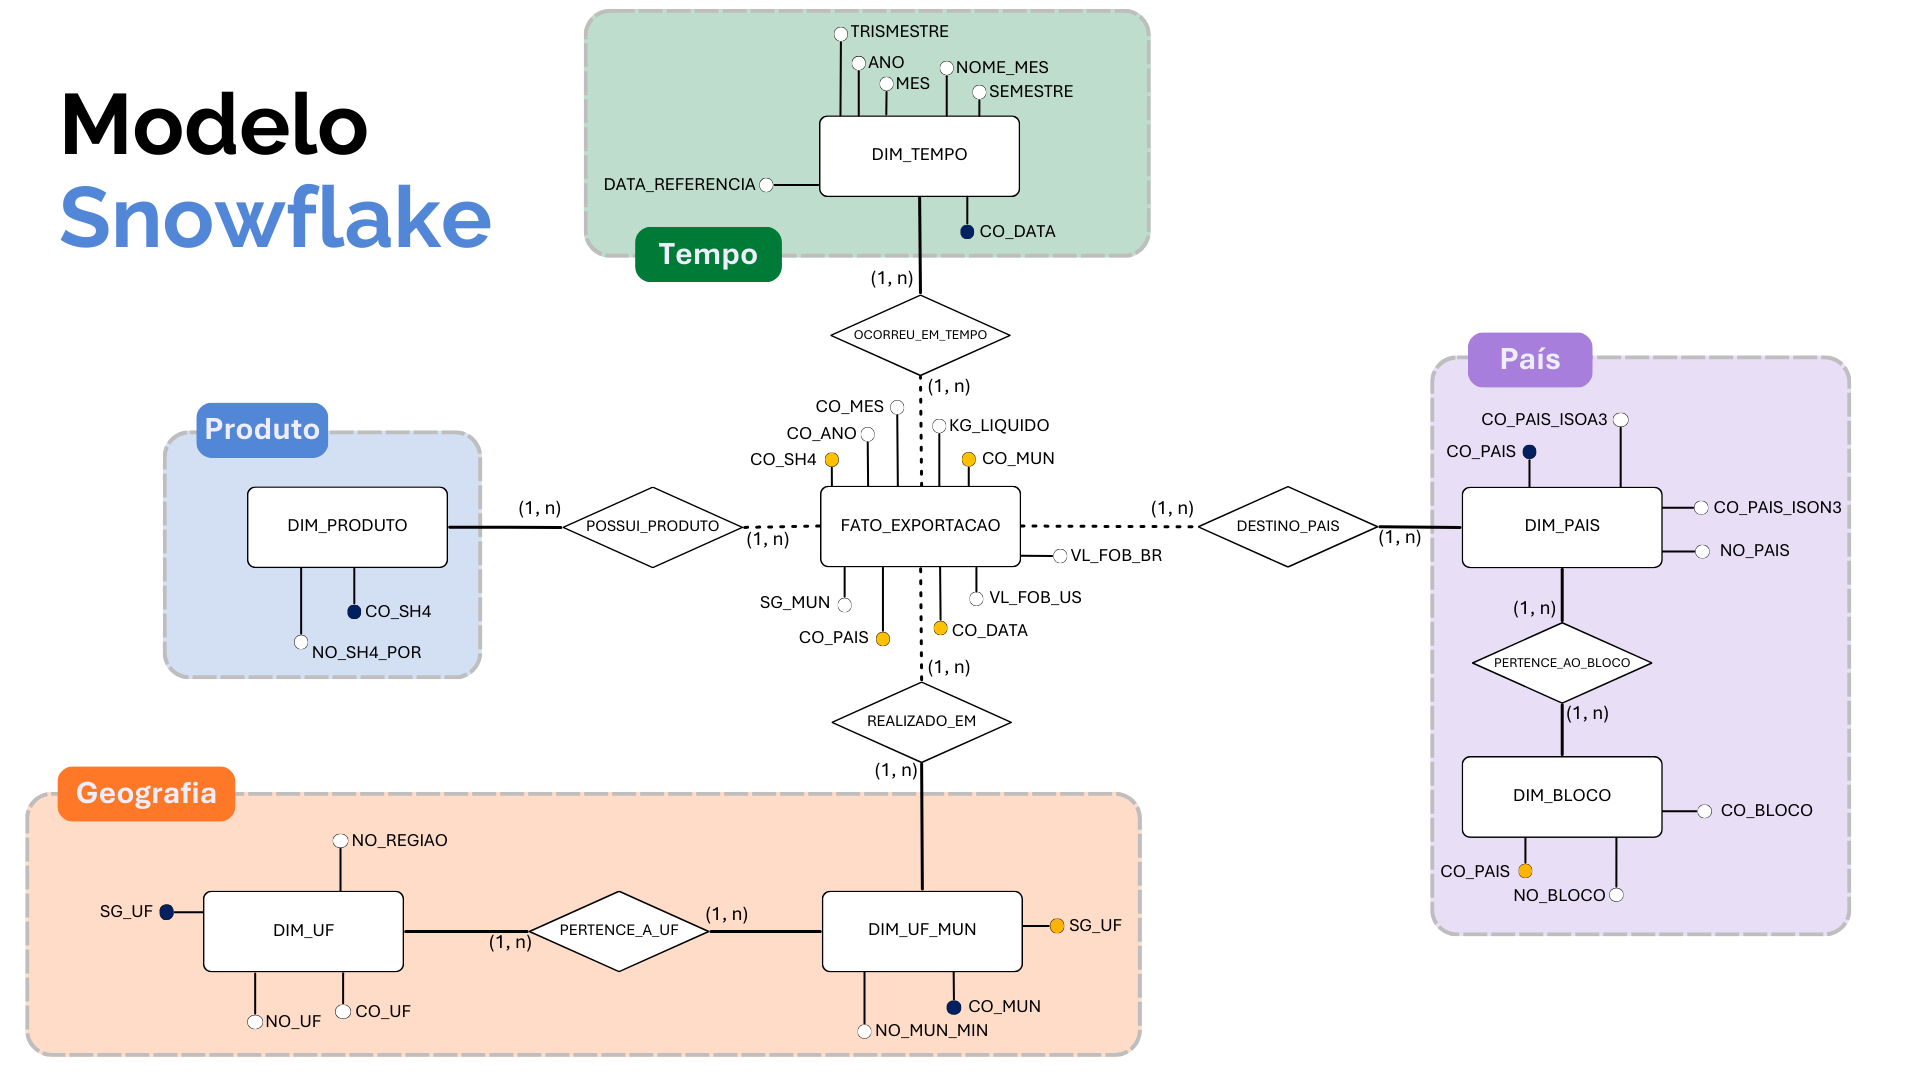 Modelo
Snowflake
TRISMESTRE
ANO
NOME_MES
MES
SEMESTRE
DIM_TEMPO
DATA_REFERENCIA
CO_DATA
Tempo
(1, n)
OCORREU_EM_TEMPO
(1, n)
Produto
DIM_PRODUTO
CO_SH4
NO_SH4_POR
(1, n)
POSSUI_PRODUTO
(1, n)
CO_MES
CO_ANO
KG_LIQUIDO
CO_SH4
CO_MUN
FATO_EXPORTACAO
VL_FOB_BR
SG_MUN
VL_FOB_US
CO_PAIS
CO_DATA
(1, n)
DESTINO_PAIS
(1, n)
País
CO_PAIS_ISOA3
CO_PAIS
DIM_PAIS
CO_PAIS_ISON3
NO_PAIS
(1, n)
PERTENCE_AO_BLOCO
(1, n)
DIM_BLOCO
CO_BLOCO
CO_PAIS
NO_BLOCO
(1, n)
REALIZADO_EM
(1, n)
Geografia
NO_REGIAO
SG_UF
DIM_UF
NO_UF
CO_UF
(1, n)
PERTENCE_A_UF
(1, n)
DIM_UF_MUN
SG_UF
CO_MUN
NO_MUN_MIN